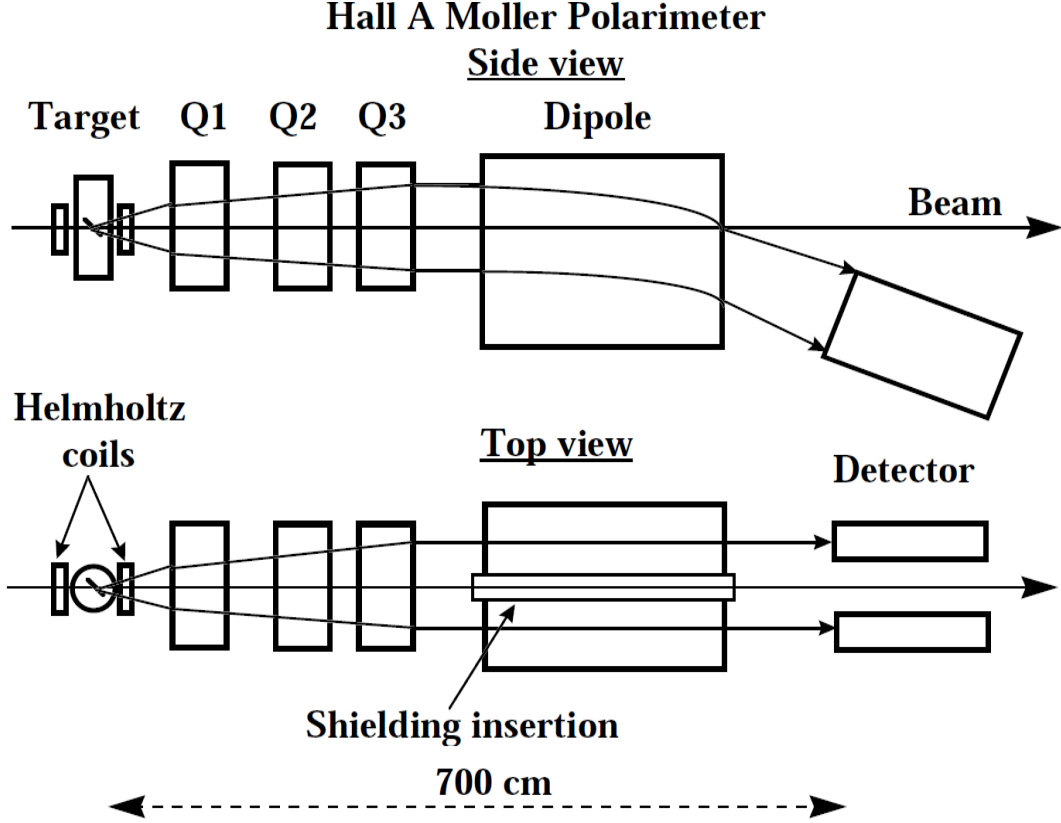 Hall A Moller Polarimeter
Side view
Target Q1 Q2 Q3 Dipole
Beam
Helmholtz
coils
Top view
Detector
Shielding insertion
700 cm